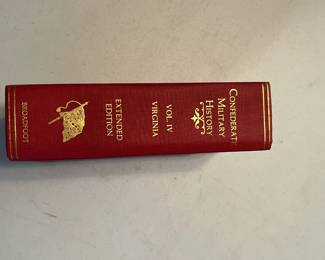 CONFEDERATE
MILITARY
HISTORY
VOL. IV
VIRGINIA
EXTENDED
EDITION
BROADFOOT